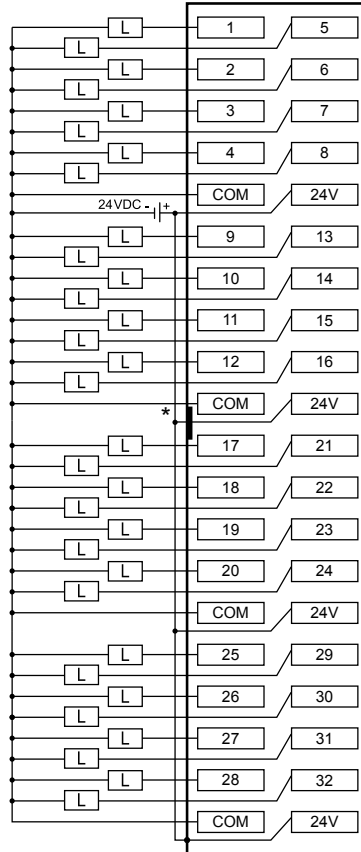 L 1 5
L
L 2 6
L
L 3 7
L
L 4 8
L
COM 24V
24VDC - +
L 9 13
L
L 10 14
L
L 11 15
L
L 12 16
L
COM 24V
*
L 17 21
L
L 18 22
L
L 19 23
L
L 20 24
L
COM 24V
L 25 29
L
L 26 30
L
L 27 31
L
L 28 32
L
COM 24V